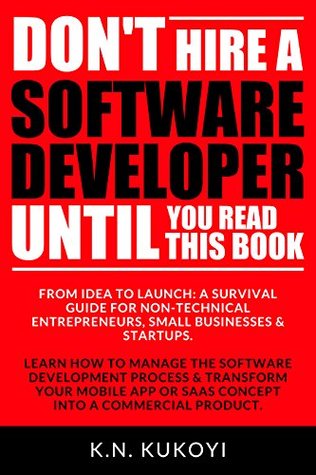 DON'T HIRE A
SOFTWARE
DEVELOPER
UNTIL YOU READ
THIS BOOK
FROM IDEA TO LAUNCH: A SURVIVAL
GUIDE FOR NON-TECHNICAL
ENTREPRENEURS, SMALL BUSINESSES &
STARTUPS.
LEARN HOW TO MANAGE THE SOFTWARE
DEVELOPMENT PROCESS & TRANSFORM
YOUR MOBILE APP OR SAAS CONCEPT
INTO A COMMERCIAL PRODUCT.
K.N. KUKOYI